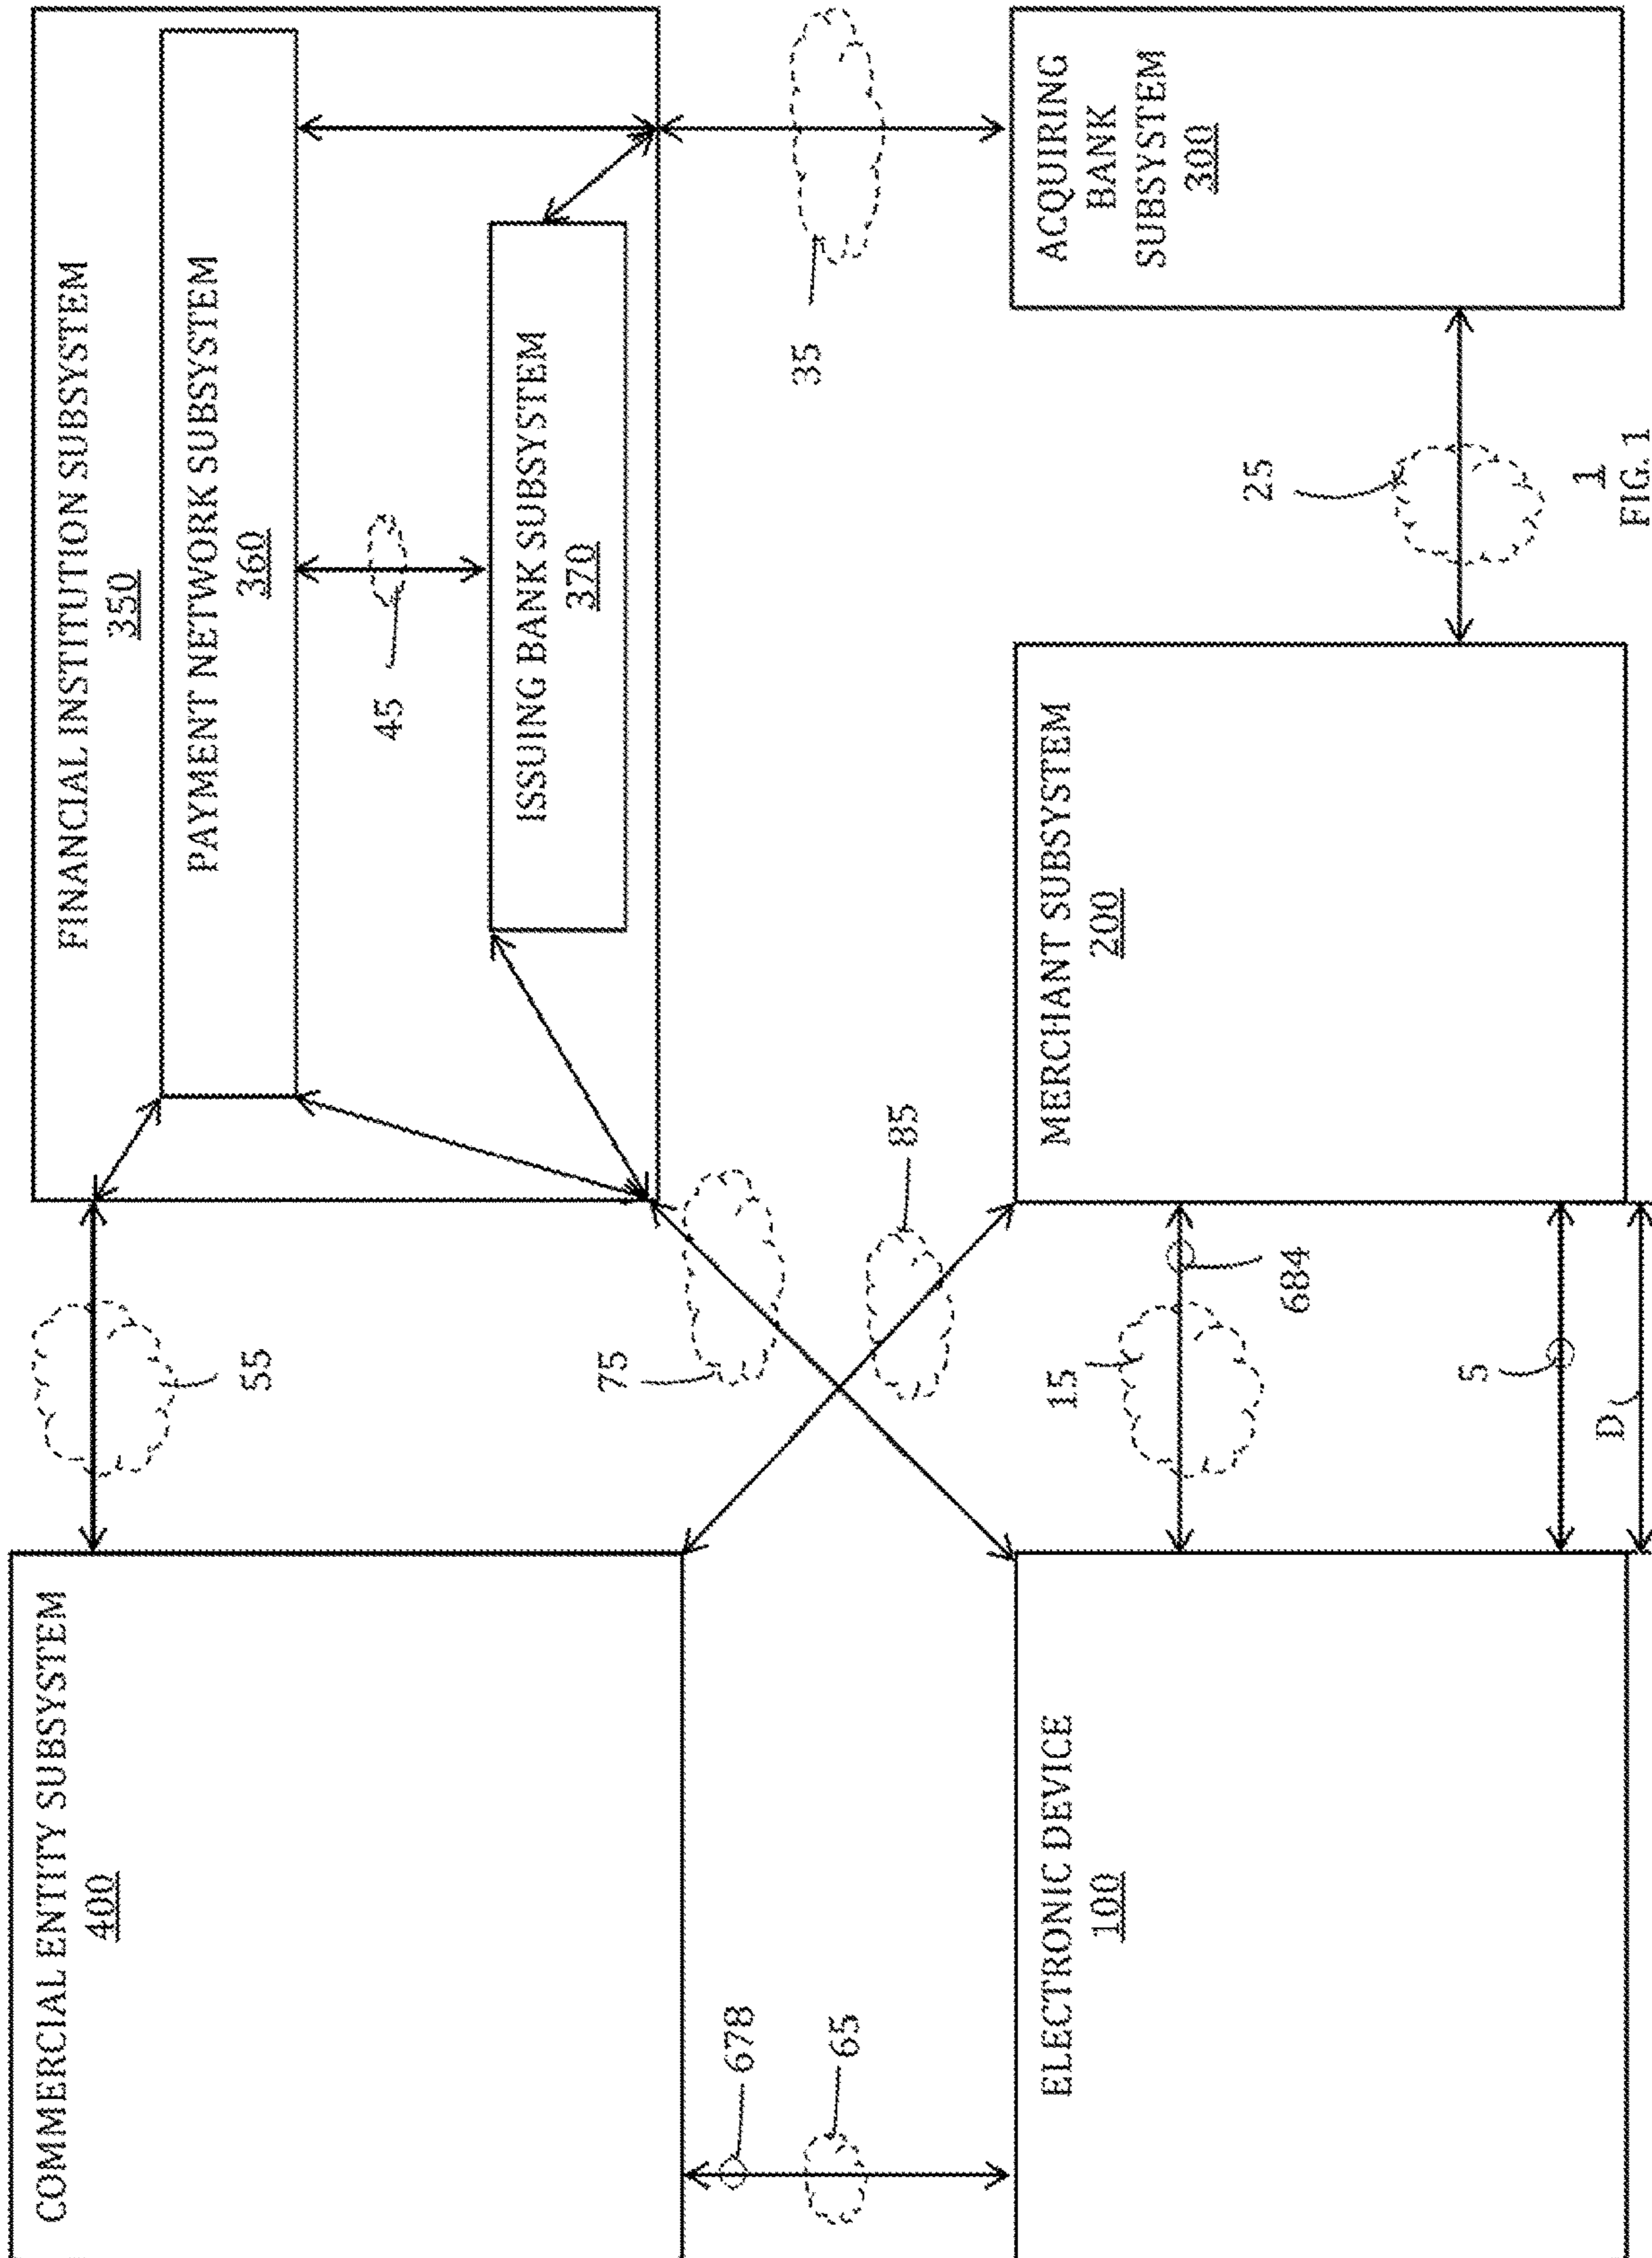 COMMERCIAL ENTITY SUBSYSTEM
400
55
FINANCIAL INSTITUTION SUBSYSTEM
350
PAYMENT NETWORK SUBSYSTEM
360
45
ISSUING BANK SUBSYSTEM
370
678
65
75
85
35
ELECTRONIC DEVICE
100
15
684
5
D
MERCHANT SUBSYSTEM
200
25
ACQUIRING
BANK
SUBSYSTEM
300
1
FIG. 1